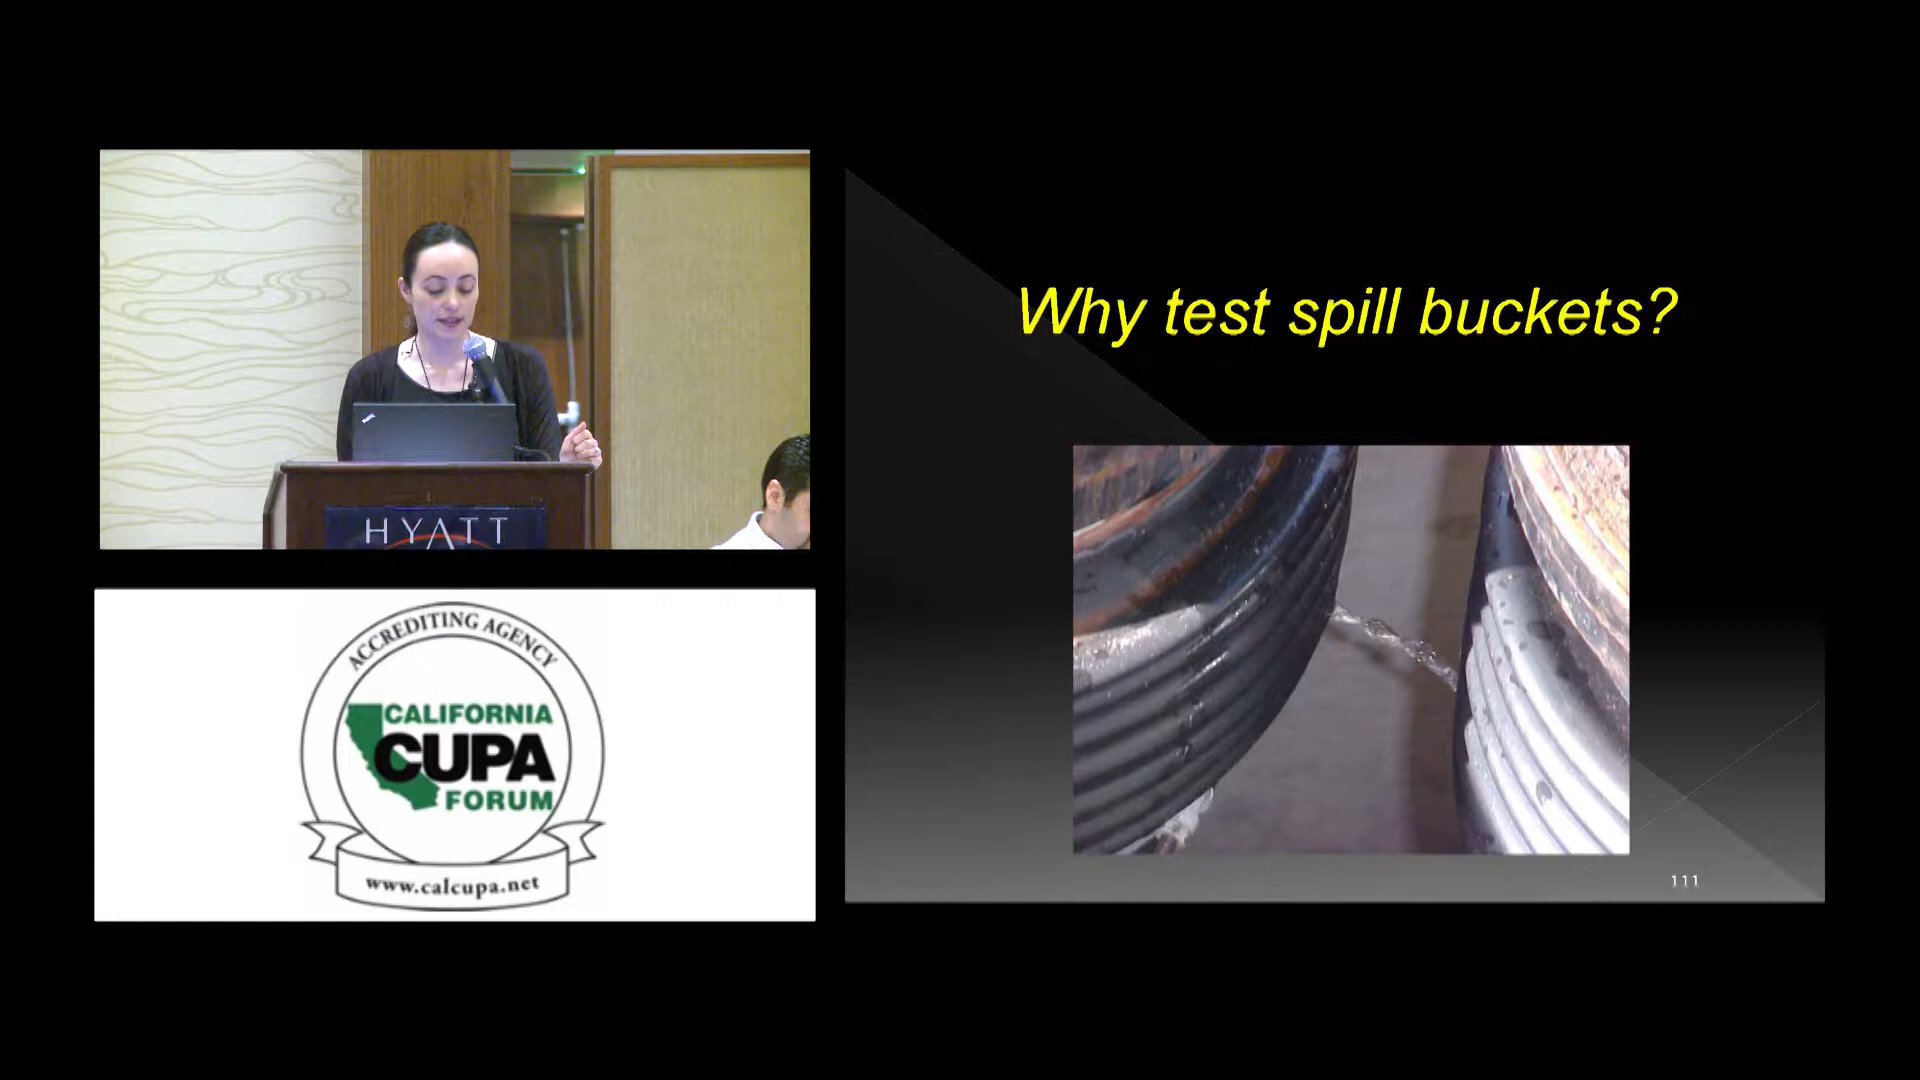 HYATT
ACCREDITING AGENCY
CALIFORNIA
CUPA
FORUM
www.calcupa.net
Why test spill buckets?
111